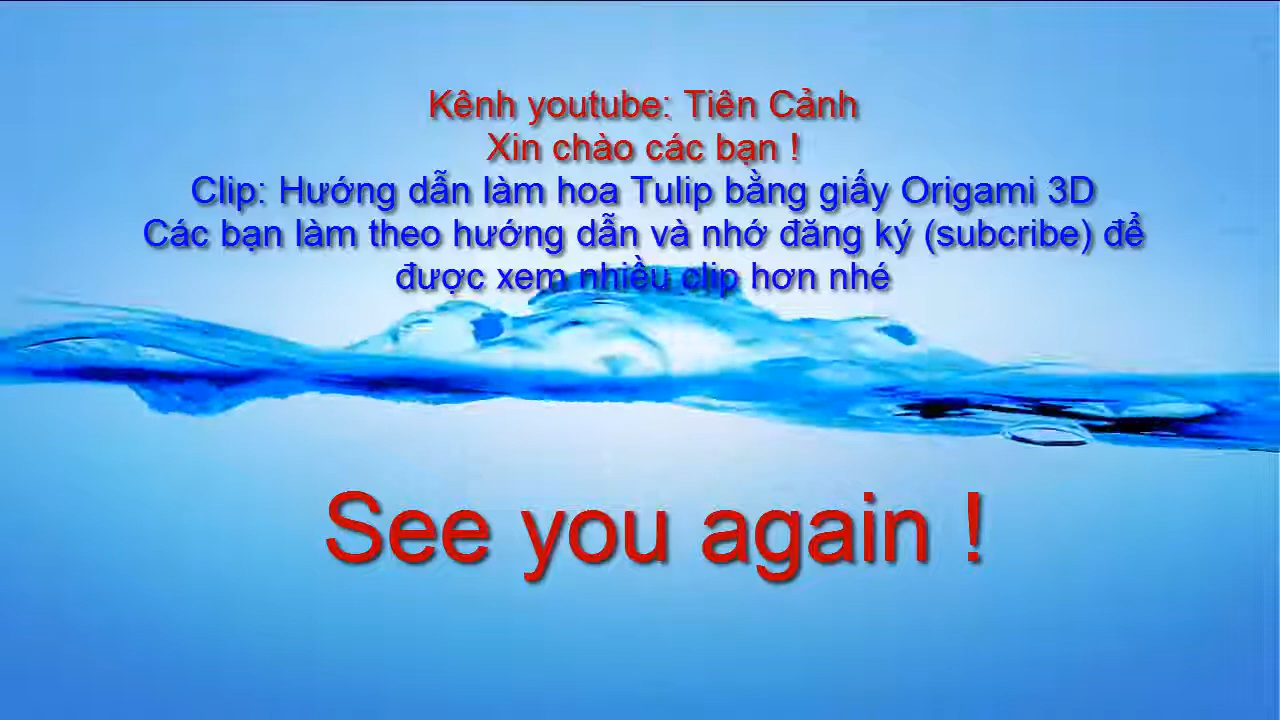 Kênh youtube: Tiên Cảnh
Xin chào các bạn !
Clip: Hướng dẫn làm hoa Tulip bằng giấy Origami 3D
Các bạn làm theo hướng dẫn và nhớ đăng ký (subcribe) để
được xem nhiều clip hơn nhé
See you again !